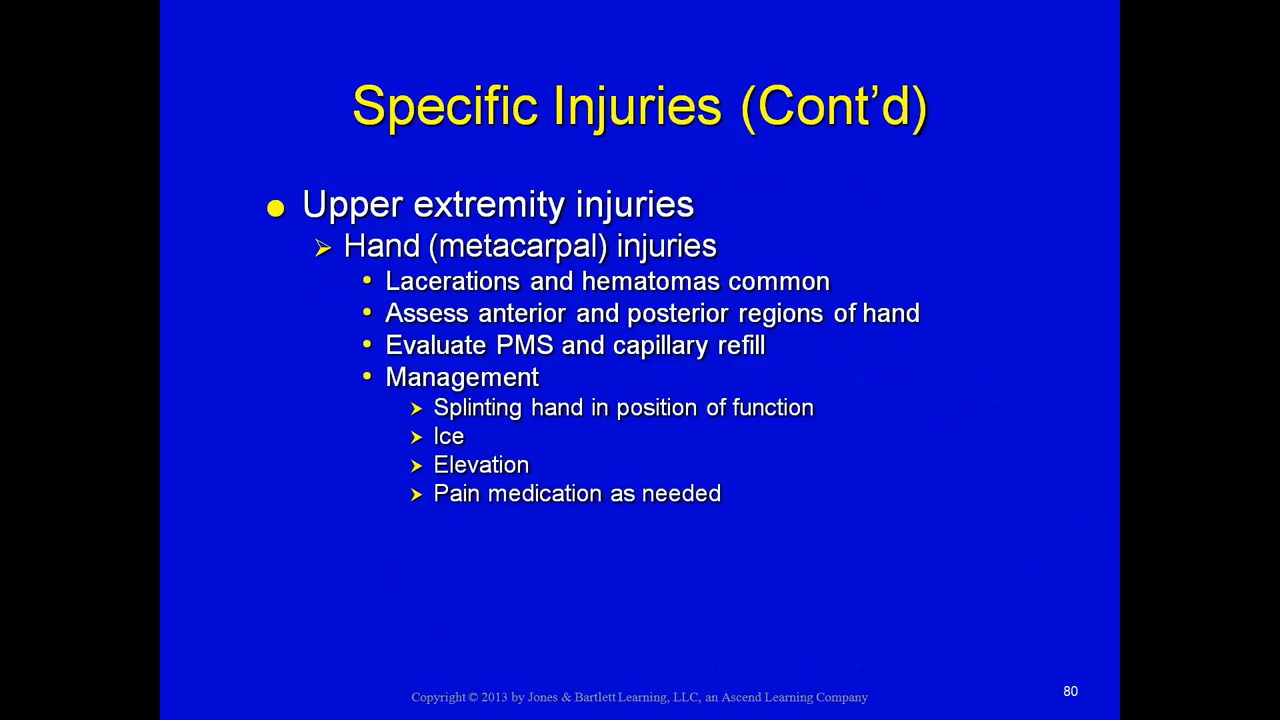 Specific Injuries (Cont’d)
Upper extremity injuries
Hand (metacarpal) injuries
Lacerations and hematomas common
Assess anterior and posterior regions of hand
Evaluate PMS and capillary refill
Management
Splinting hand in position of function
Ice
Elevation
Pain medication as needed
Copyright © 2013 by Jones & Bartlett Learning, LLC, an Ascend Learning Company
80